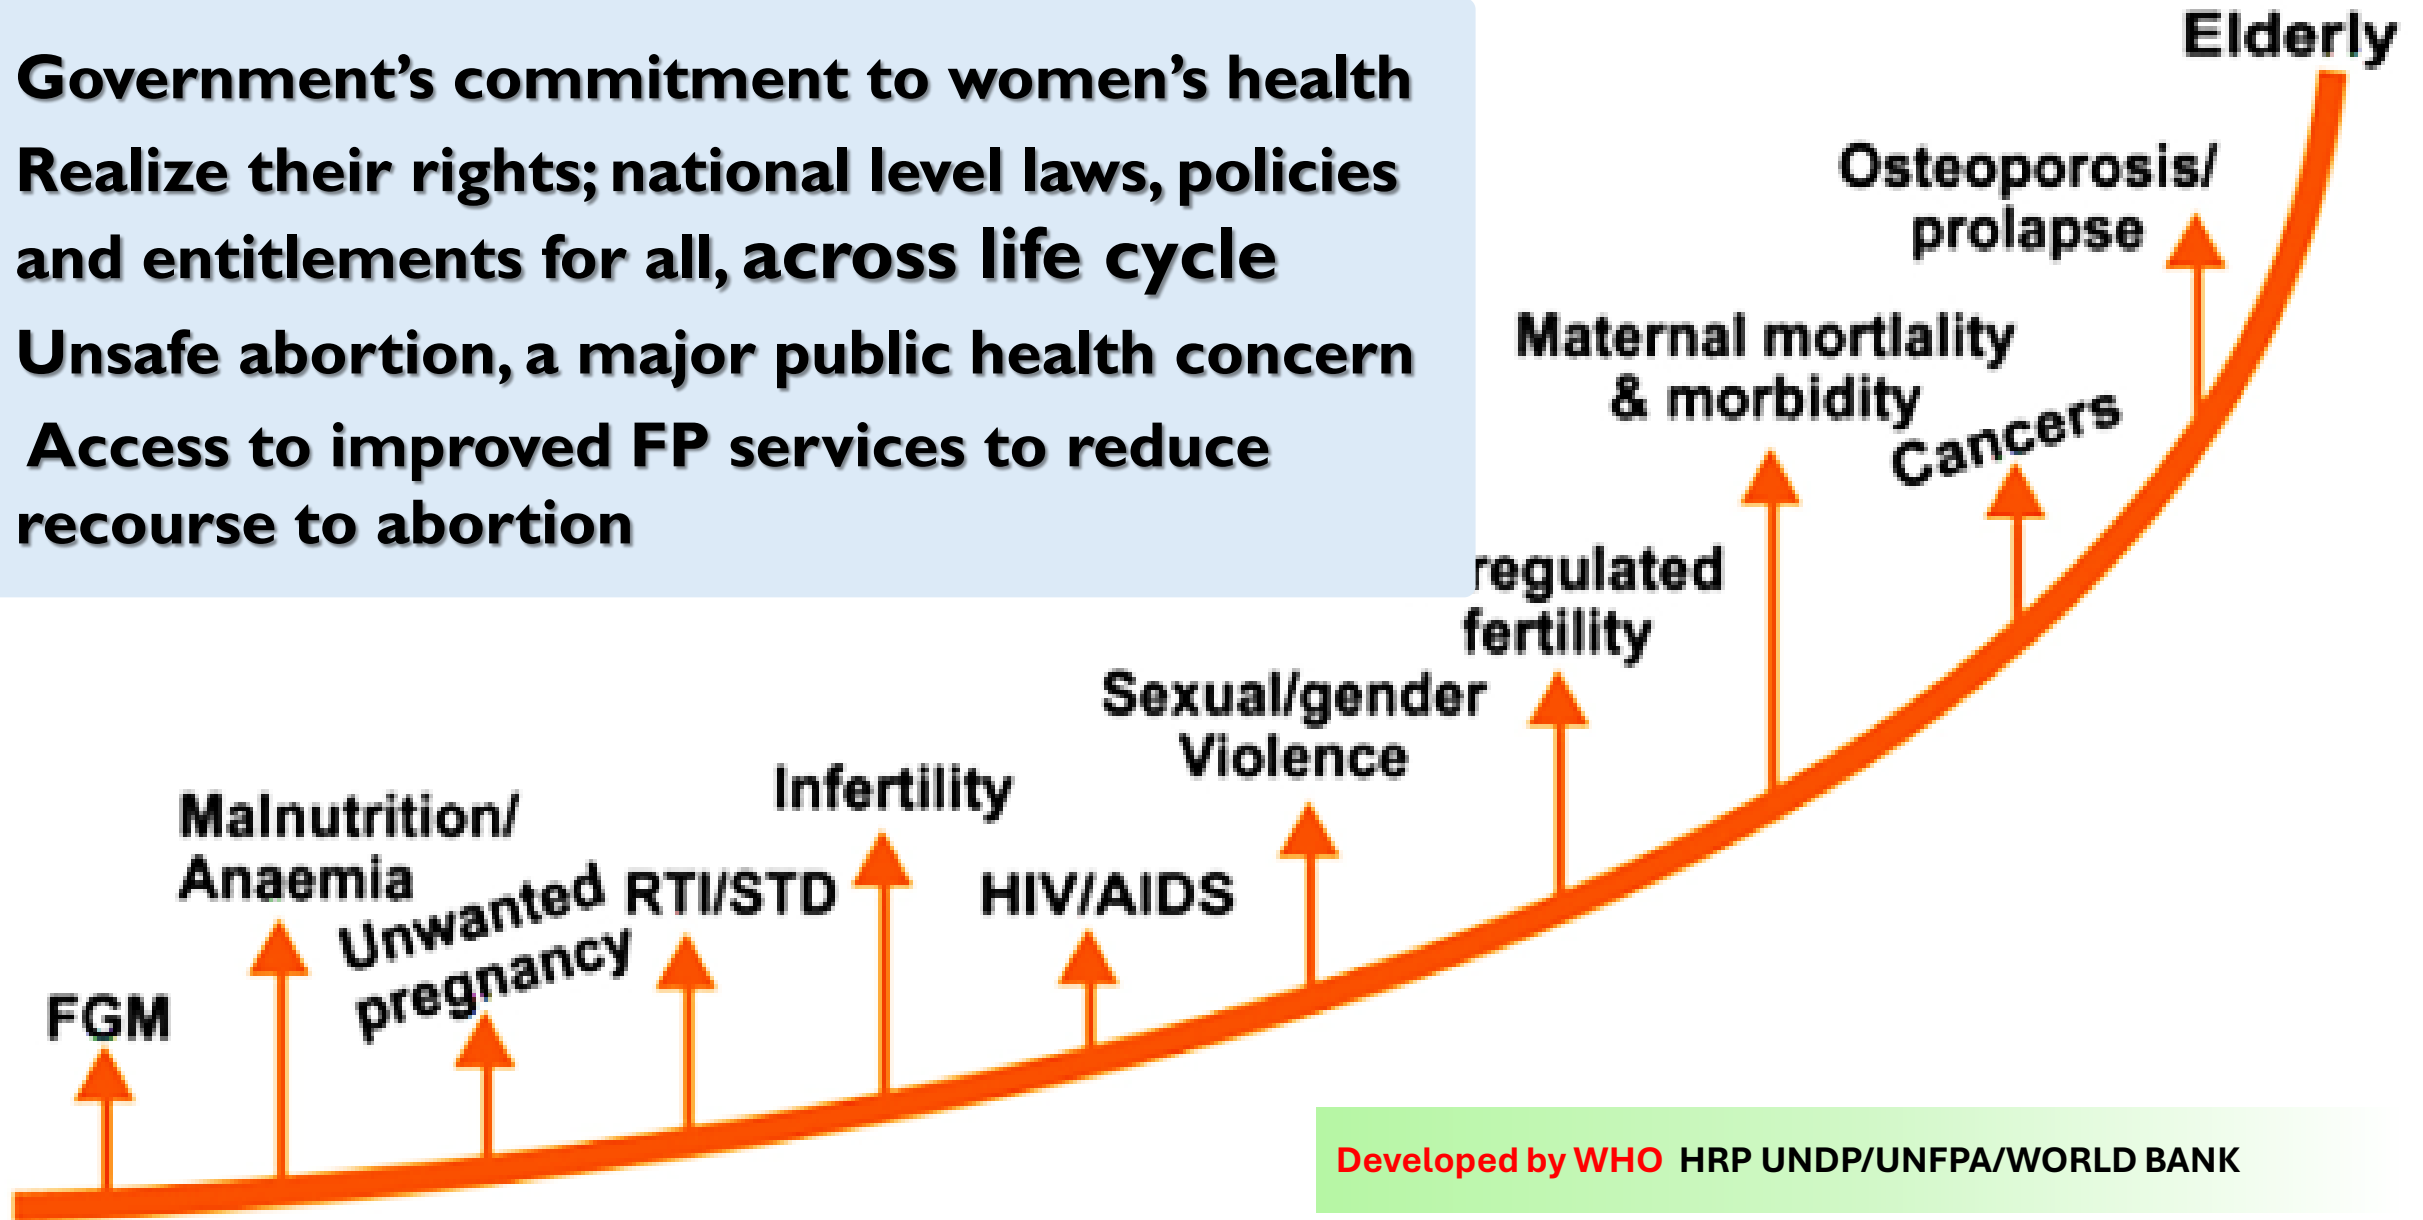 Government’s commitment to women’s health
Realize their rights; national level laws, policies
and entitlements for all, across life cycle
Unsafe abortion, a major public health concern
Access to improved FP services to reduce
recourse to abortion
Elderly
Osteoporosis/
prolapse
Maternal mortlality
& morbidity
Cancers
regulated
fertility
Sexual/gender
Violence
Infertility
HIV/AIDS
RTI/STD
Malnutrition/
Anaemia
Unwanted
pregnancy
FGM
Developed by WHO HRP UNDP/UNFPA/WORLD BANK